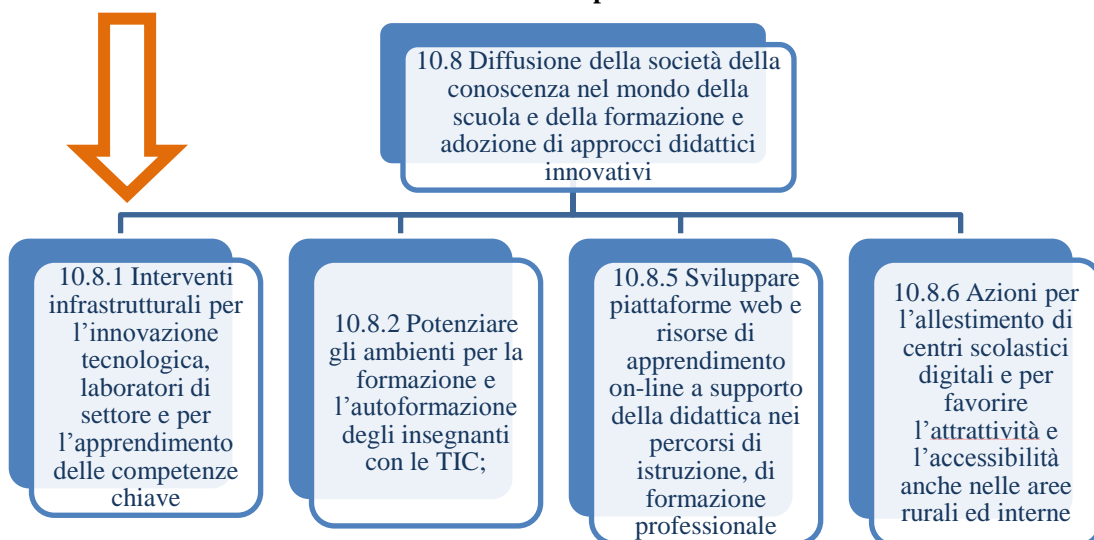 10.8 Diffusione della società della
conoscenza nel mondo della
scuola e della formazione e
adozione di approcci didattici
innovativi
10.8.1 Interventi
infrastrutturali per
l’innovazione
tecnologica,
laboratori di
settore e per
l’apprendimento
delle competenze
chiave
10.8.2 Potenziare
gli ambienti per la
formazione e
l’autoformazione
degli insegnanti
con le TIC;
10.8.5 Sviluppare
piattaforme web e
risorse di
apprendimento
on-line a supporto
della didattica nei
percorsi di
istruzione, di
formazione
professionale
10.8.6 Azioni per
l’allestimento di
centri scolastici
digitali e per
favorire
l’attrattività e
l’accessibilità
anche nelle aree
rurali ed interne